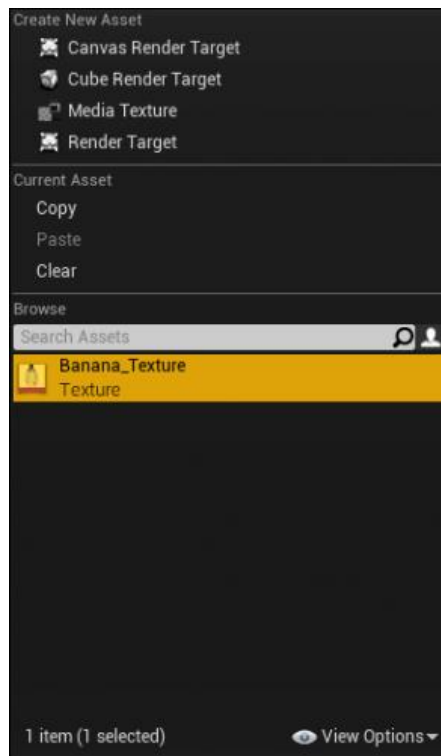 Create New Asset
Canvas Render Target
Cube Render Target
Media Texture
Render Target
Current Asset
Copy
Paste
Clear
Browse
Search Assets
Banana_Texture
Texture
1 item (1 selected)
View Options